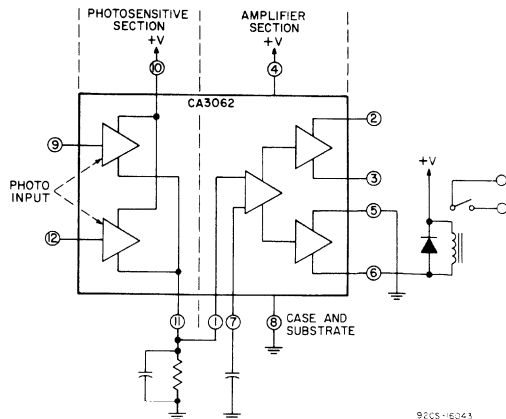 PHOTOSENSITIVE
SECTION
+V
AMPLIFIER
SECTION
+V
10
4
CA3062
9
2
3
PHOTO
INPUT
5
+V
12
6
11
1
7
8
CASE AND
SUBSTRATE
92CS-16043